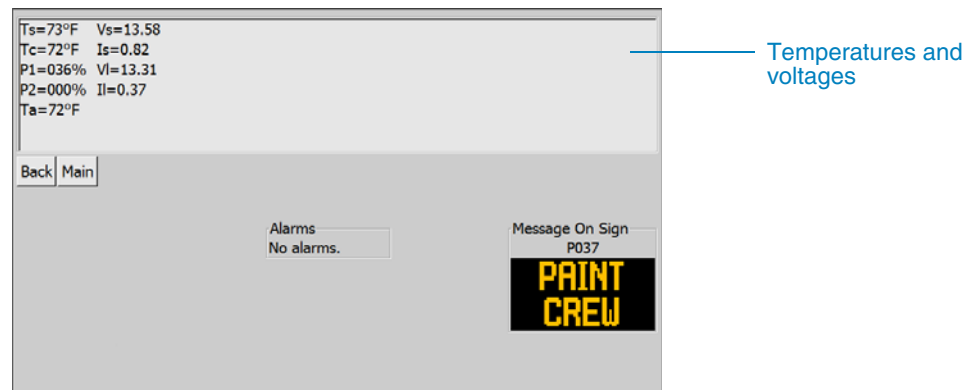 Ts=73°F Vs=13.58
Tc=72°F Is=0.82
P1=036% Vl=13.31
P2=000% Il=0.37
Ta=72°F
Temperatures and
voltages
Back Main
Alarms
No alarms.
Message On Sign
P037
PAINT
CREW